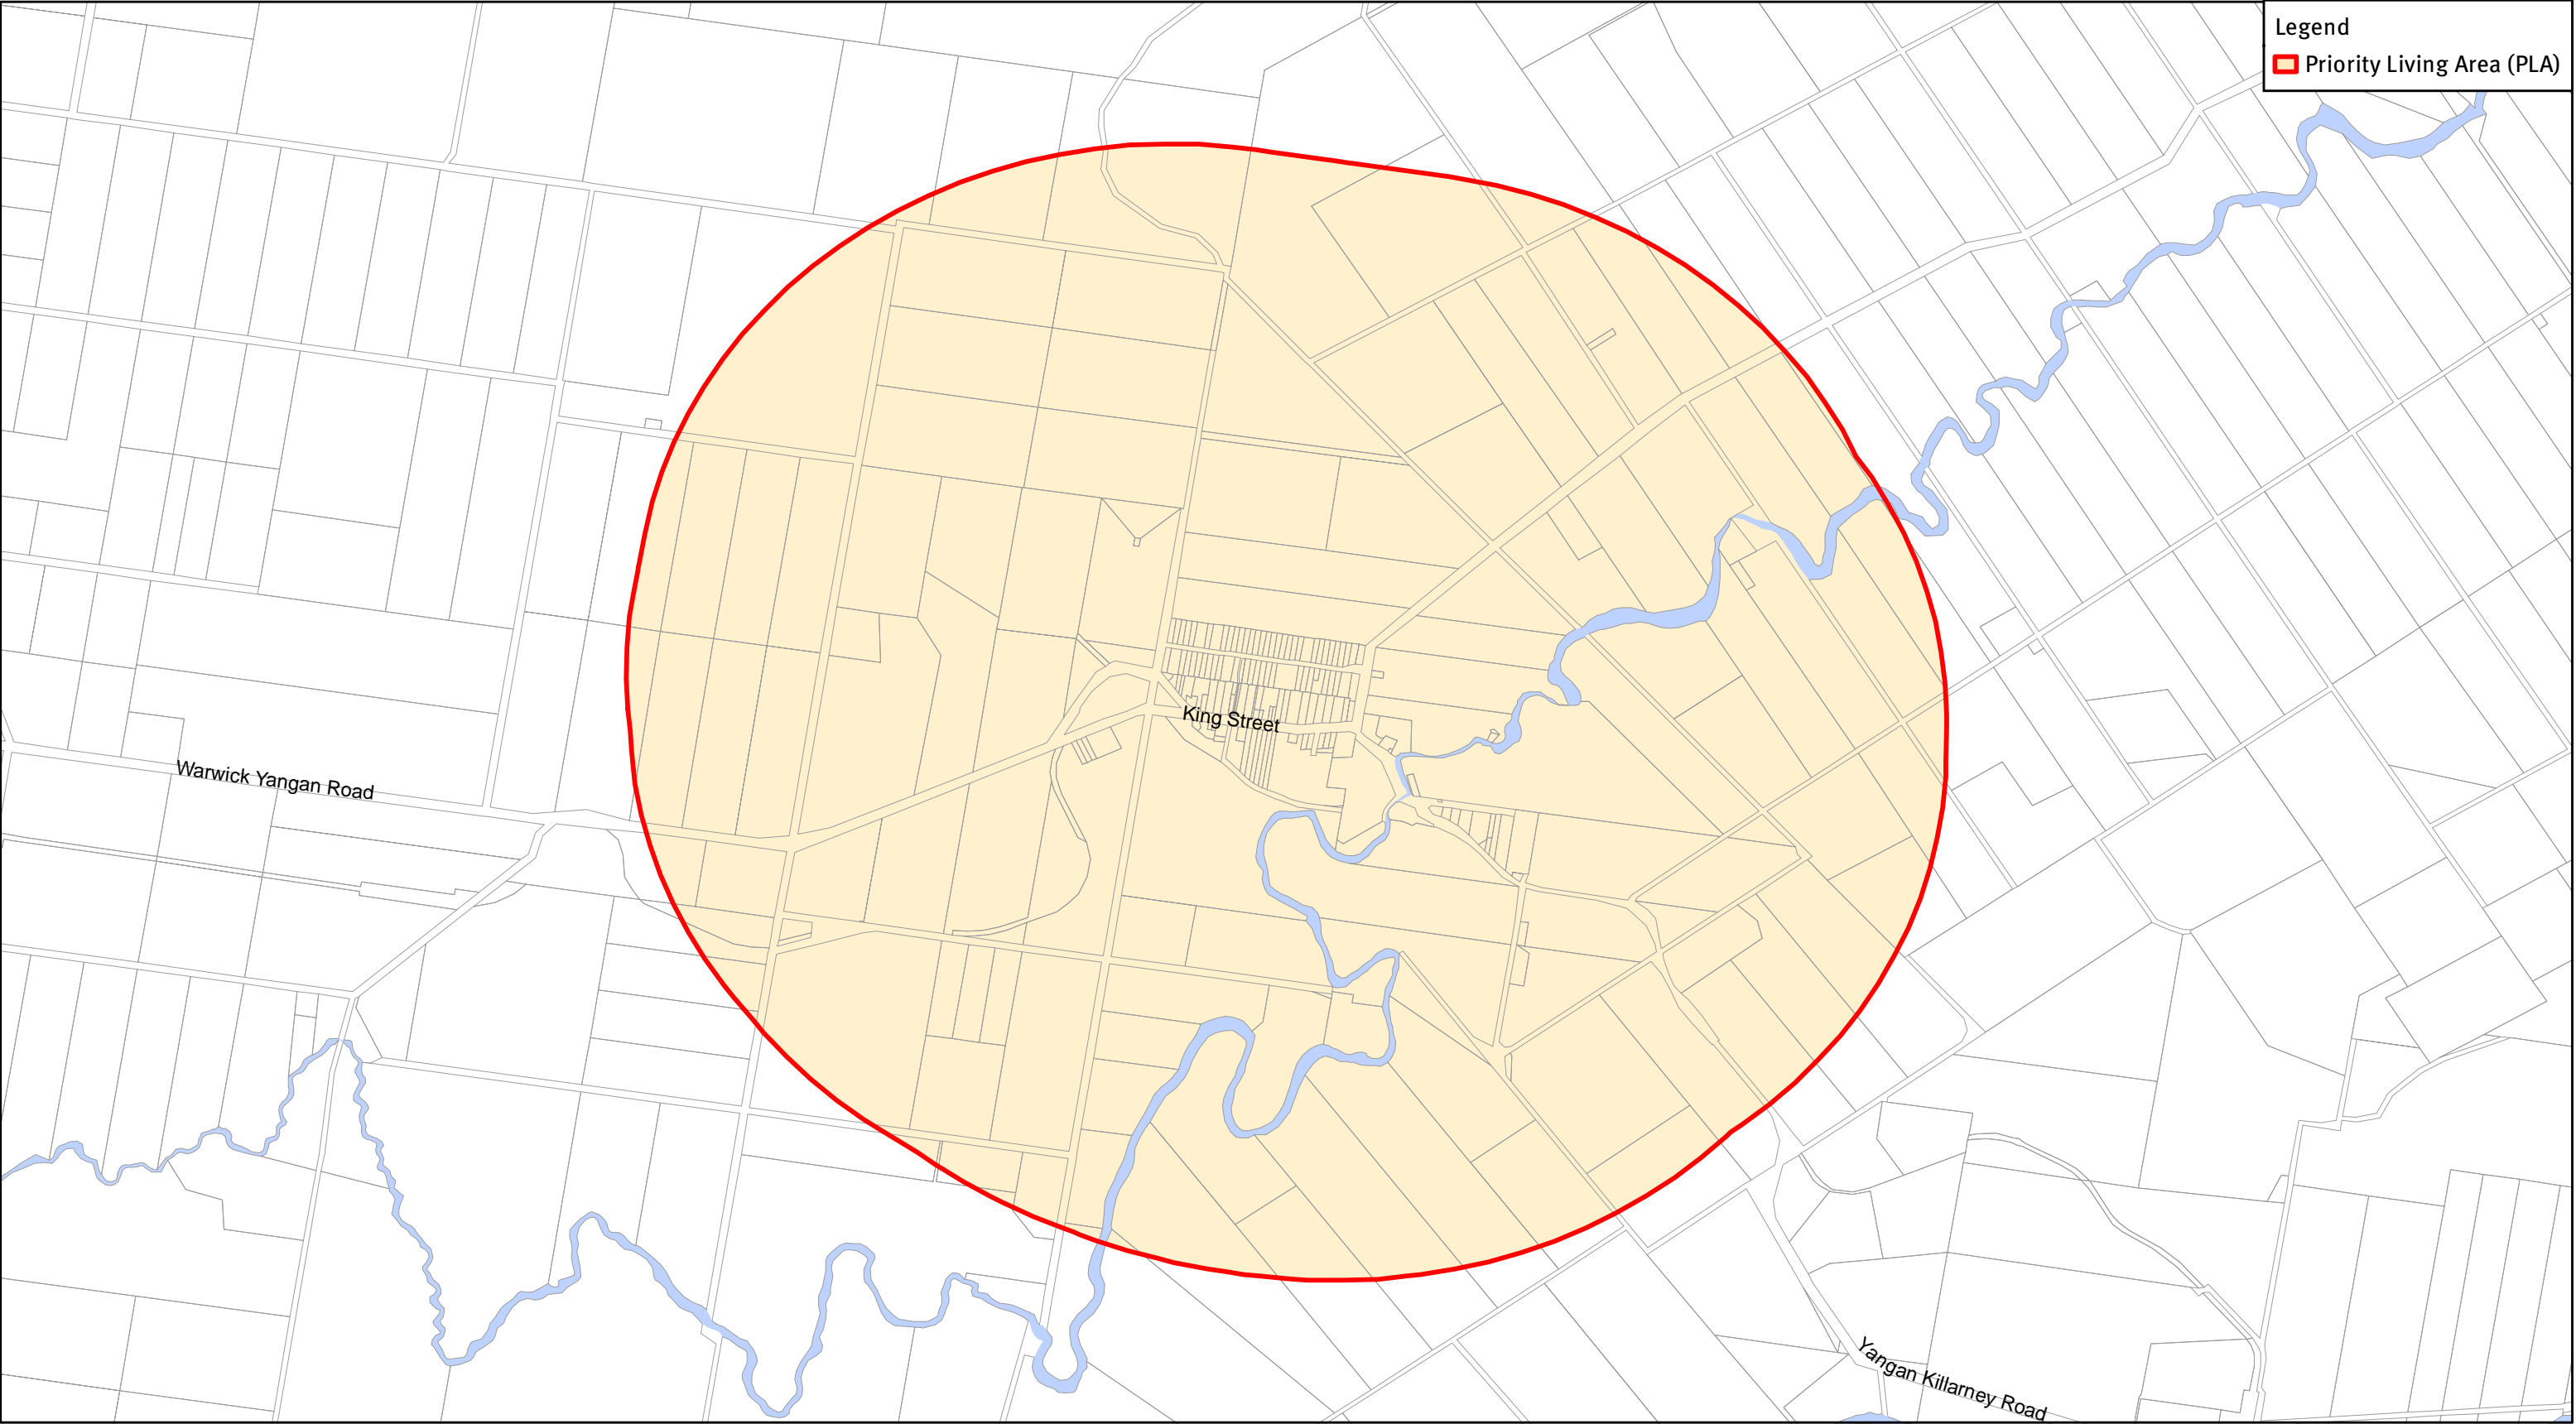 Legend
Priority Living Area (PLA)
King Street
Warwick Yangan Road
Yangan Killarney Road